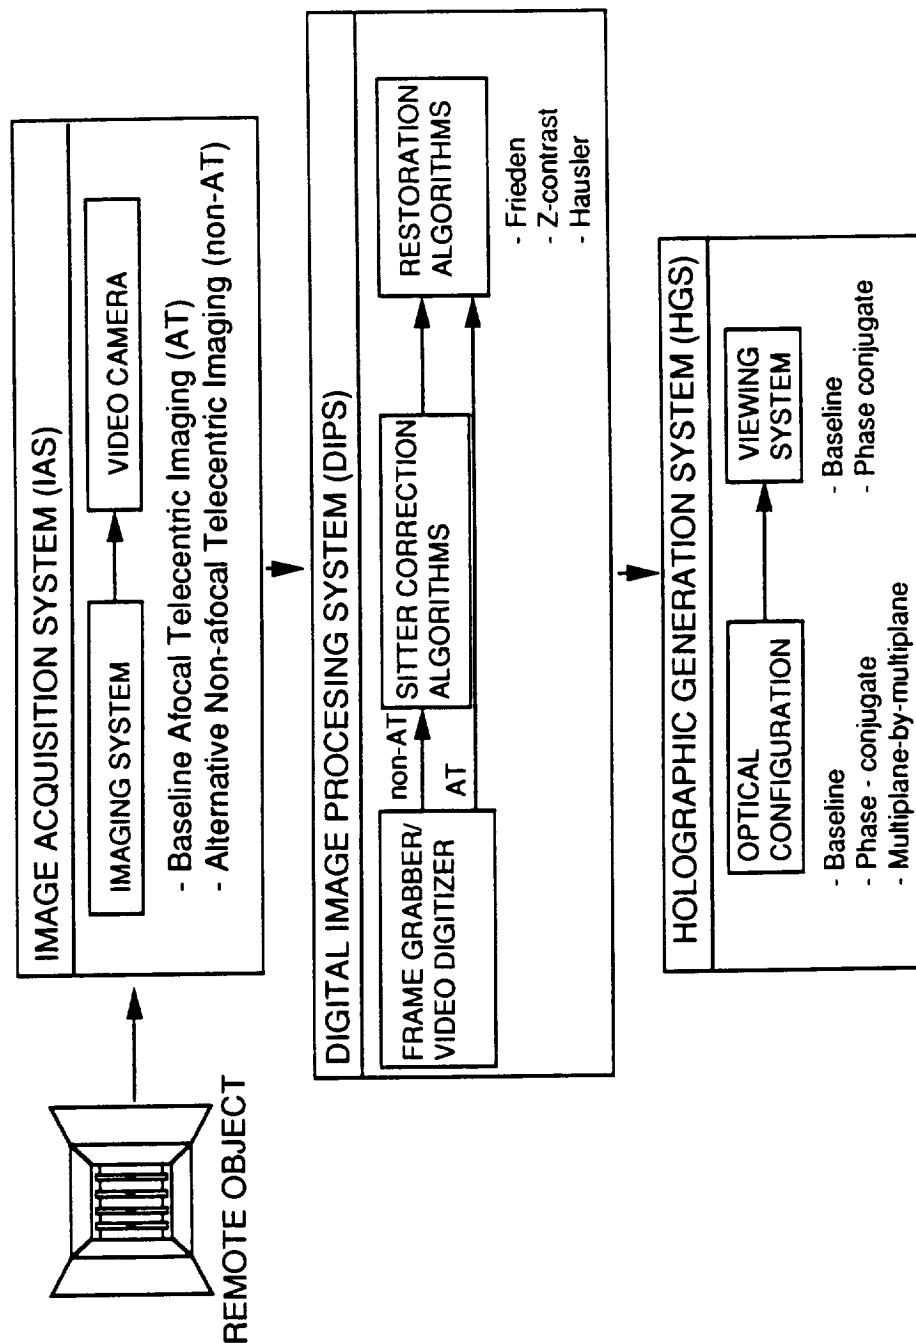 REMOTE OBJECT
IMAGE ACQUISITION SYSTEM (IAS)
IMAGING SYSTEM
VIDEO CAMERA
- Baseline Afocal Telecentric Imaging (AT)
- Alternative Non-afocal Telecentric Imaging (non-AT)
DIGITAL IMAGE PROCESING SYSTEM (DIPS)
FRAME GRABBER/
VIDEO DIGITIZER
non-AT
AT
SITTER CORRECTION
ALGORITHMS
RESTORATION
ALGORITHMS
- Frieden
- Z-contrast
- Hausler
HOLOGRAPHIC GENERATION SYSTEM (HGS)
OPTICAL
CONFIGURATION
- Baseline
- Phase - conjugate
- Multiplane-by-multiplane
VIEWING
SYSTEM
- Baseline
- Phase conjugate